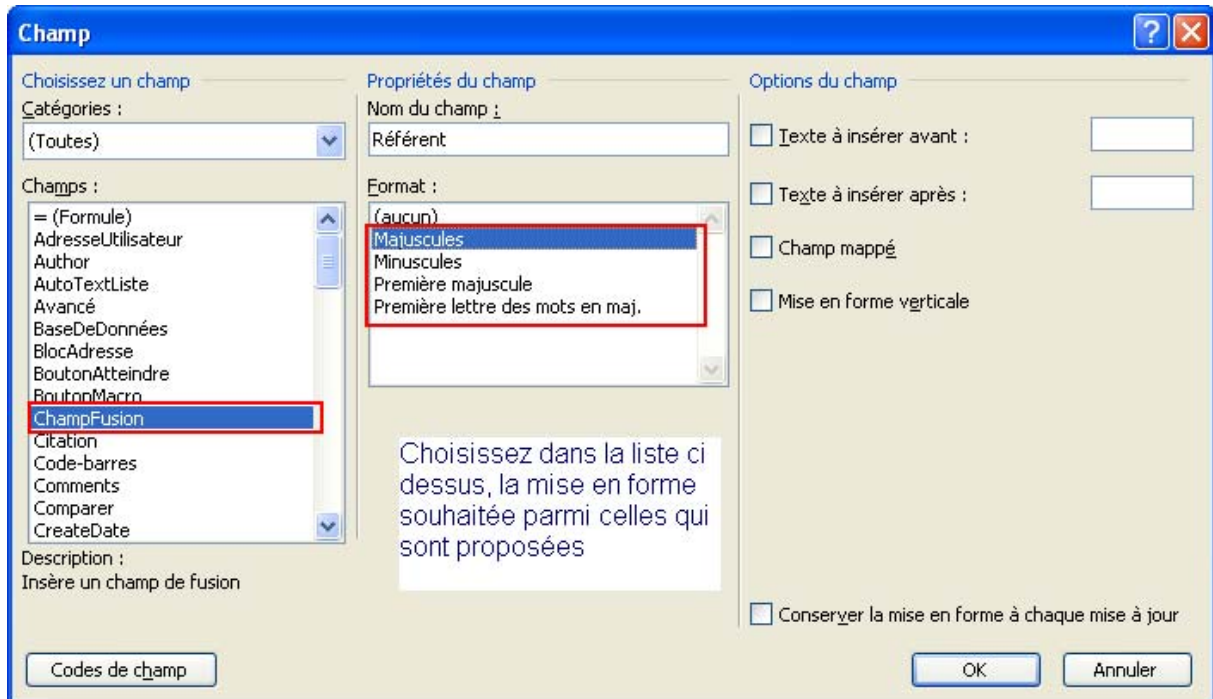 Champ
Choisissez un champ
Catégories :
(Toutes)
Champs :
= (Formule)
AdresseUtilisateur
Author
AutoTextListe
Avancé
BaseDeDonnées
BlocAdresse
BoutonAtteindre
BoutonMacro
ChampFusion
Citation
Code-barres
Comments
Comparer
CreateDate
Description :
Insère un champ de fusion
Codes de champ
Propriétés du champ
Nom du champ :
Référent
Format :
(aucun)
Majuscules
Minuscules
Première majuscule
Première lettre des mots en maj.
Choisissez dans la liste ci
dessus, la mise en forme
souhaitée parmi celles qui
sont proposées
Options du champ
Texte à insérer avant :
Texte à insérer après :
Champ mappé
Mise en forme verticale
Conserver la mise en forme à chaque mise à jour
OK
Annuler